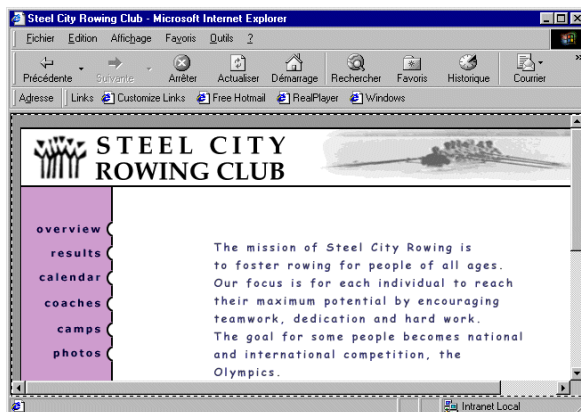 Steel City Rowing Club - Microsoft Internet Explorer
Fichier Edition Affichage Favoris Outils ?
Précédente Suivante Arrêter Actualiser Démarrage Rechercher Favoris Historique Courrier »
Adresse Links Customize Links Free Hotmail RealPlayer Windows
STEEL CITY
ROWING CLUB
overview
results
calendar
coaches
camps
photos
The mission of Steel City Rowing is
to foster rowing for people of all ages.
Our focus is for each individual to reach
their maximum potential by encouraging
teamwork, dedication and hard work.
The goal for some people becomes national
and international competition, the
Olympics.
Intranet Local